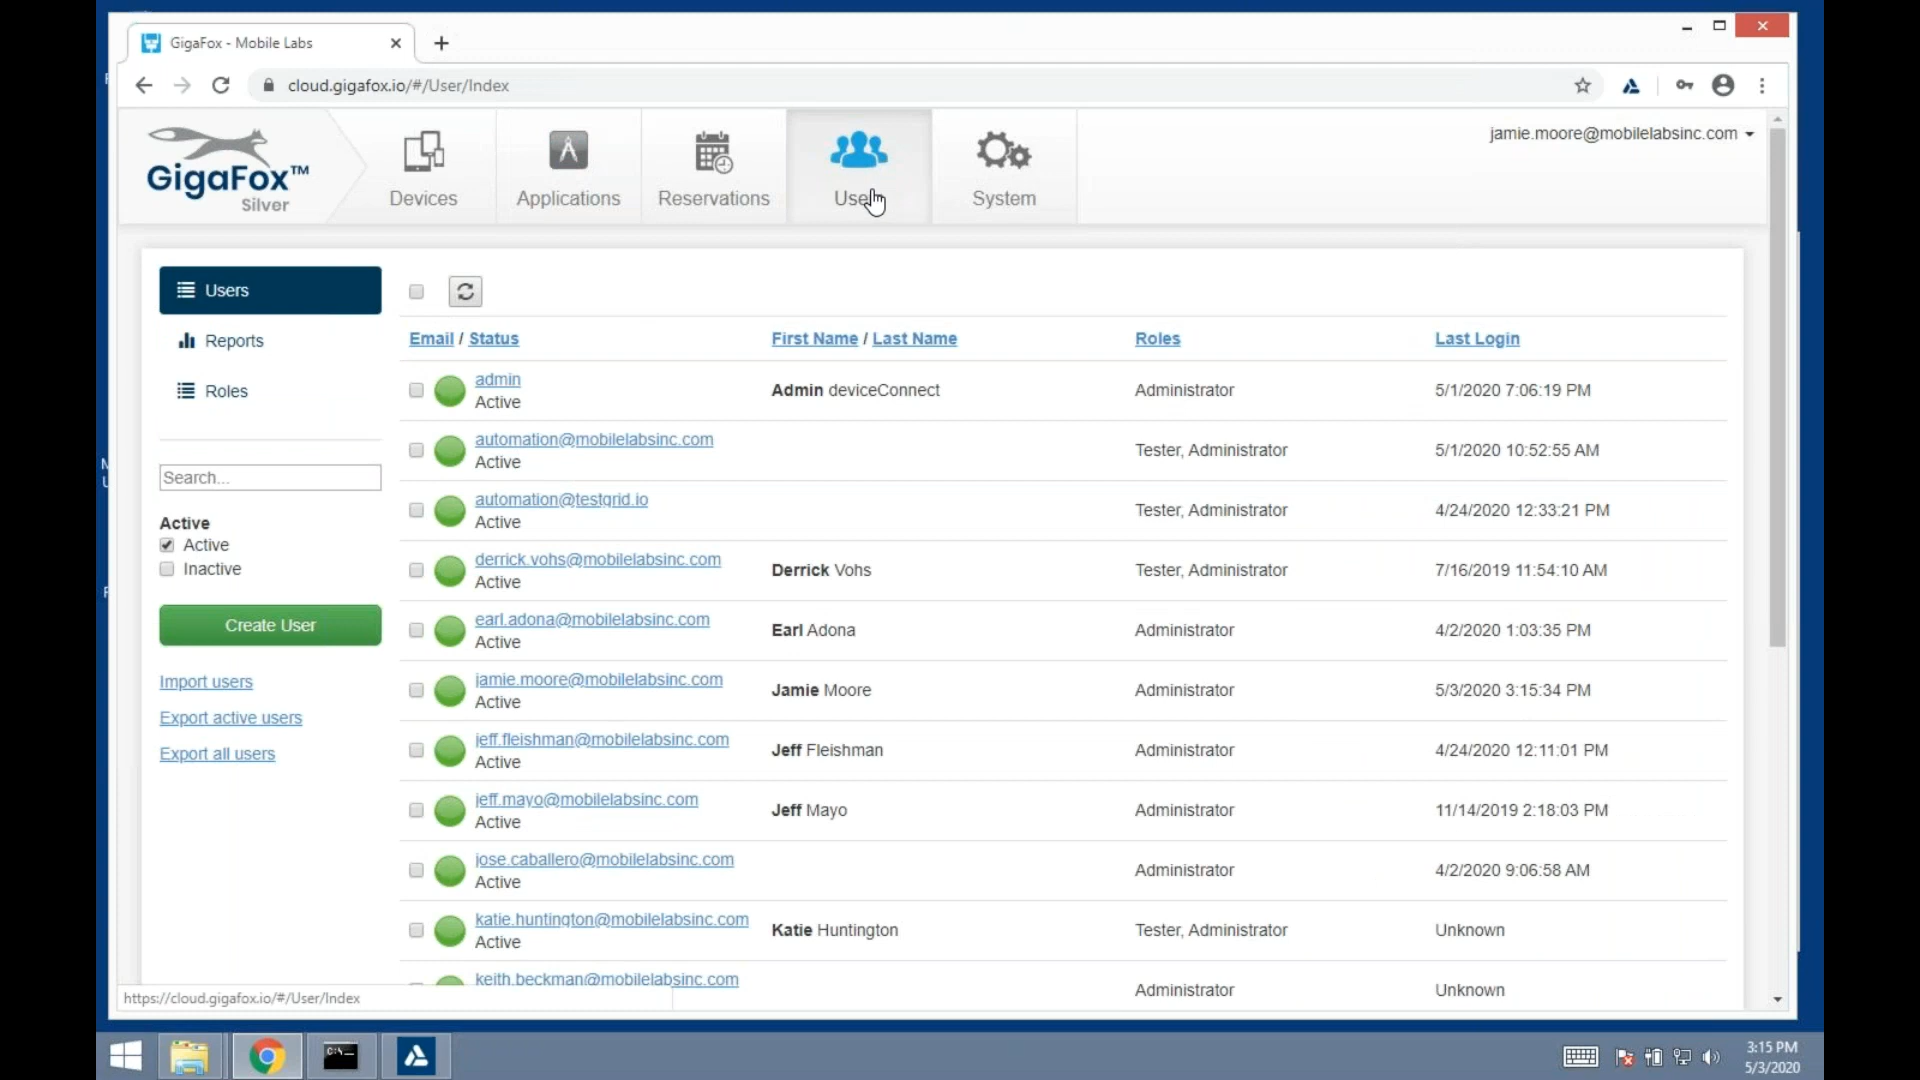 GigaFox - Mobile Labs
cloud.gigafox.io/#/User/Index
GigaFox™
Silver
Devices
Applications
Reservations
System
jamie.moore@mobilelabsinc.com
Users
Reports
Roles
Search...
Active
Active
Inactive
Create User
Import users
Export active users
Export all users
Email / Status First Name / Last Name Roles Last Login
admin
Active
Admin deviceConnect Administrator 5/1/2020 7:06:19 PM
automation@mobilelabsinc.com
Active
Tester, Administrator 5/1/2020 10:52:55 AM
automation@testgrid.io
Active
Tester, Administrator 4/24/2020 12:33:21 PM
derrick.vohs@mobilelabsinc.com
Active
Derrick Vohs Tester, Administrator 7/16/2019 11:54:10 AM
earl.adona@mobilelabsinc.com
Active
Earl Adona Administrator 4/2/2020 1:03:35 PM
jamie.moore@mobilelabsinc.com
Active
Jamie Moore Administrator 5/3/2020 3:15:34 PM
jeff.fleishman@mobilelabsinc.com
Active
Jeff Fleishman Administrator 4/24/2020 12:11:01 PM
jeff.mayo@mobilelabsinc.com
Active
Jeff Mayo Administrator 11/14/2019 2:18:03 PM
jose.caballero@mobilelabsinc.com
Active
Administrator 4/2/2020 9:06:58 AM
katie.huntington@mobilelabsinc.com
Active
Katie Huntington Tester, Administrator Unknown
keith.beckman@mobilelabsinc.com
Administrator Unknown
https://cloud.gigafox.io/#/User/Index
3:15 PM
5/3/2020